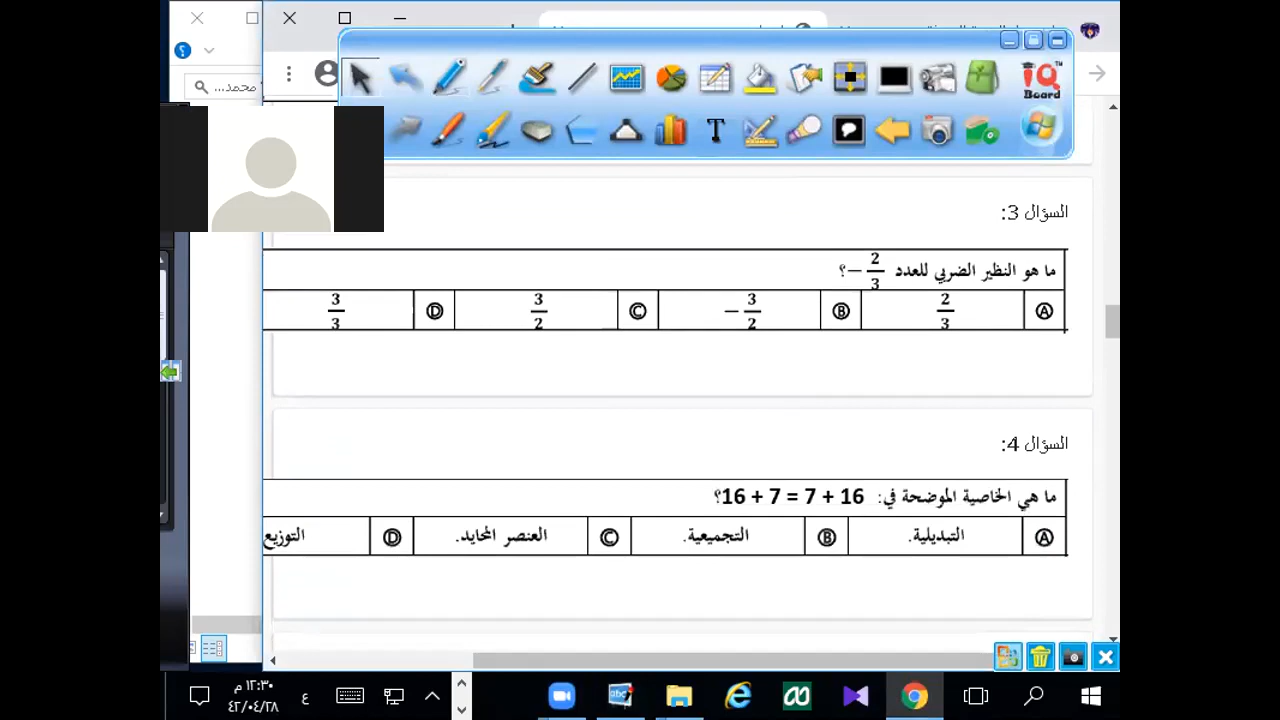 محمد...
iQ
Board
السؤال 3:
ما هو النظير الضربي للعدد −2/3؟
Ⓐ 2/3 Ⓑ −3/2 Ⓒ 3/2 Ⓓ 3/3
السؤال 4:
ما هي الخاصية الموضحة في: 16 + 7 = 7 + 16؟
Ⓐ التبديلية. Ⓑ التجميعية. Ⓒ العنصر المحايد. Ⓓ التوزيع
١٢:٣٠ م
٤٢/٠٤/٢٨
ع
abc